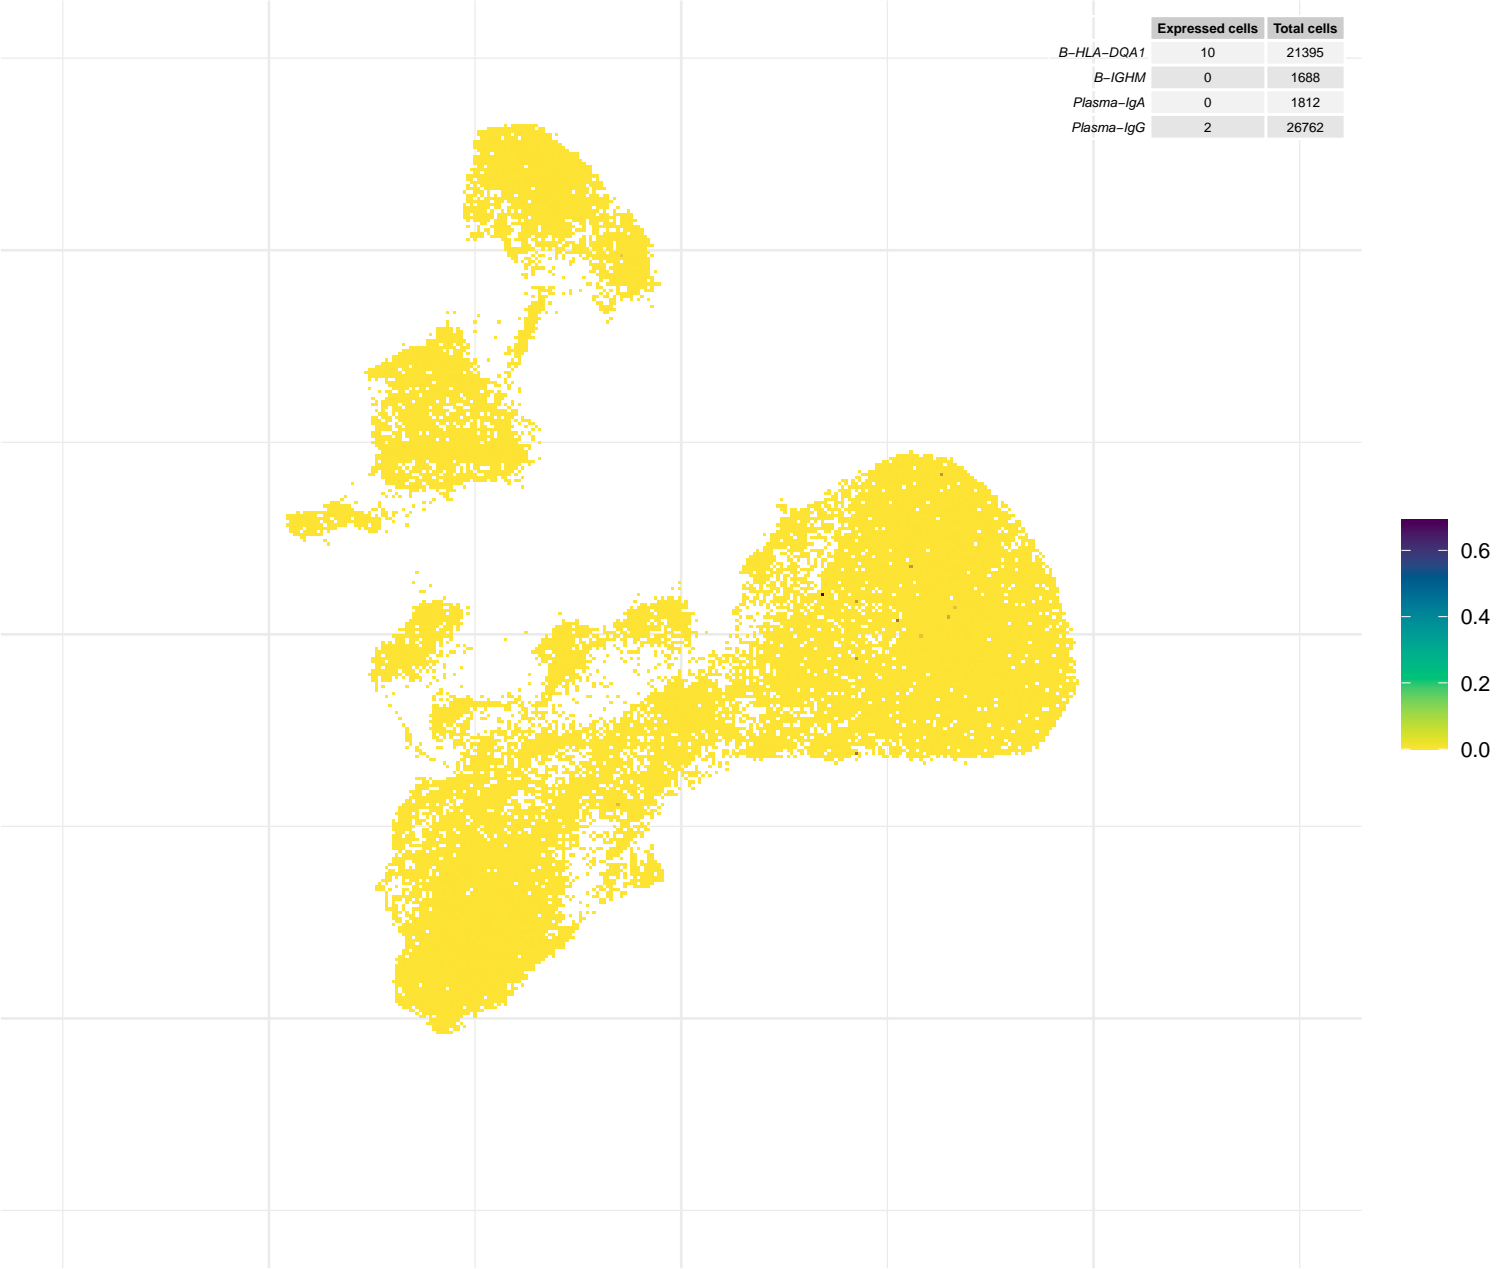 Expressed cells Total cells
B–HLA–DQA1 10 21395
B–IGHM 0 1688
Plasma–IgA 0 1812
Plasma–IgG 2 26762
0.6
0.4
0.2
0.0